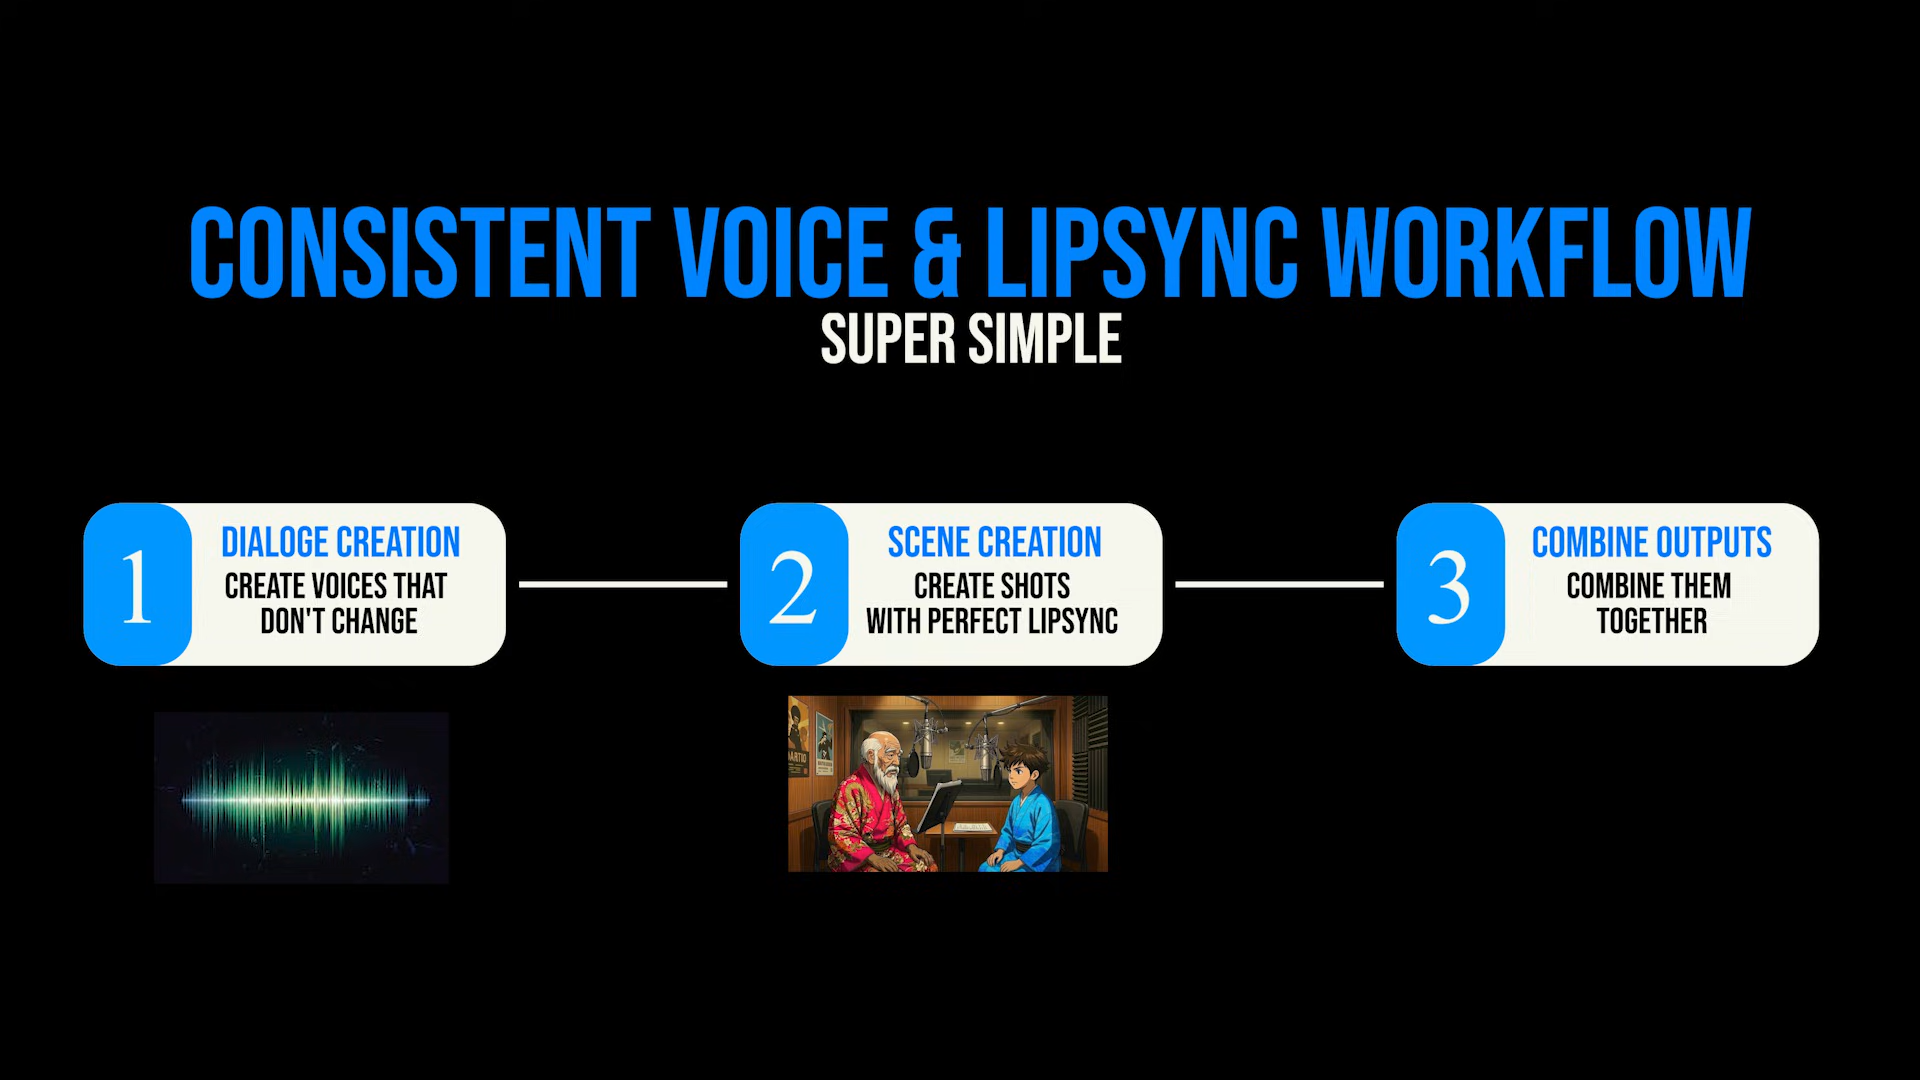 CONSISTENT VOICE & LIPSYNC WORKFLOW
SUPER SIMPLE
1
DIALOGE CREATION
CREATE VOICES THAT
DON'T CHANGE
2
SCENE CREATION
CREATE SHOTS
WITH PERFECT LIPSYNC
3
COMBINE OUTPUTS
COMBINE THEM
TOGETHER